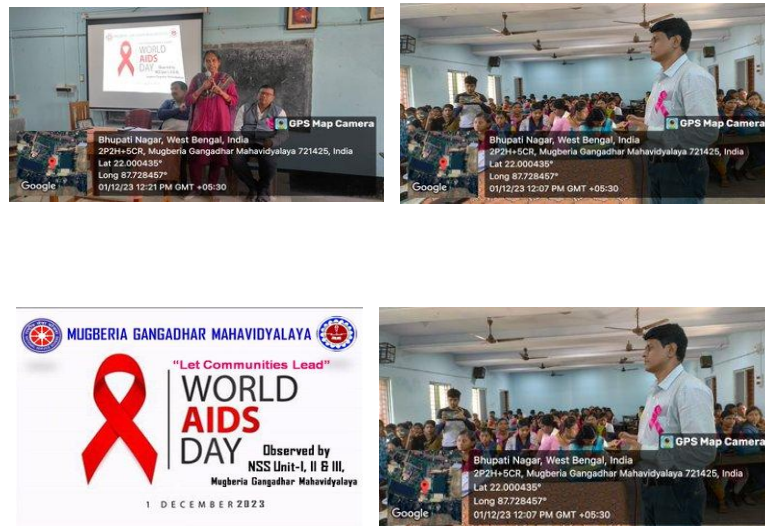 MUGBERIA GANGADHAR MAHAVIDYALAYA
WORLD
AIDS
DAY
GPS Map Camera
Bhupati Nagar, West Bengal, India
2P2H+5CR, Mugberia Gangadhar Mahavidyalaya 721425, India
Lat 22.000435°
Long 87.728457°
01/12/23 12:21 PM GMT +05:30
Google
GPS Map Camera
Bhupati Nagar, West Bengal, India
2P2H+5CR, Mugberia Gangadhar Mahavidyalaya 721425, India
Lat 22.000435°
Long 87.728457°
01/12/23 12:07 PM GMT +05:30
Google
MUGBERIA GANGADHAR MAHAVIDYALAYA
“Let Communities Lead”
WORLD
AIDS
DAY
Observed by
NSS Unit-I, II & III,
Mugberia Gangadhar Mahavidyalaya
1 DECEMBER 2023
GPS Map Camera
Bhupati Nagar, West Bengal, India
2P2H+5CR, Mugberia Gangadhar Mahavidyalaya 721425, India
Lat 22.000435°
Long 87.728457°
01/12/23 12:07 PM GMT +05:30
Google